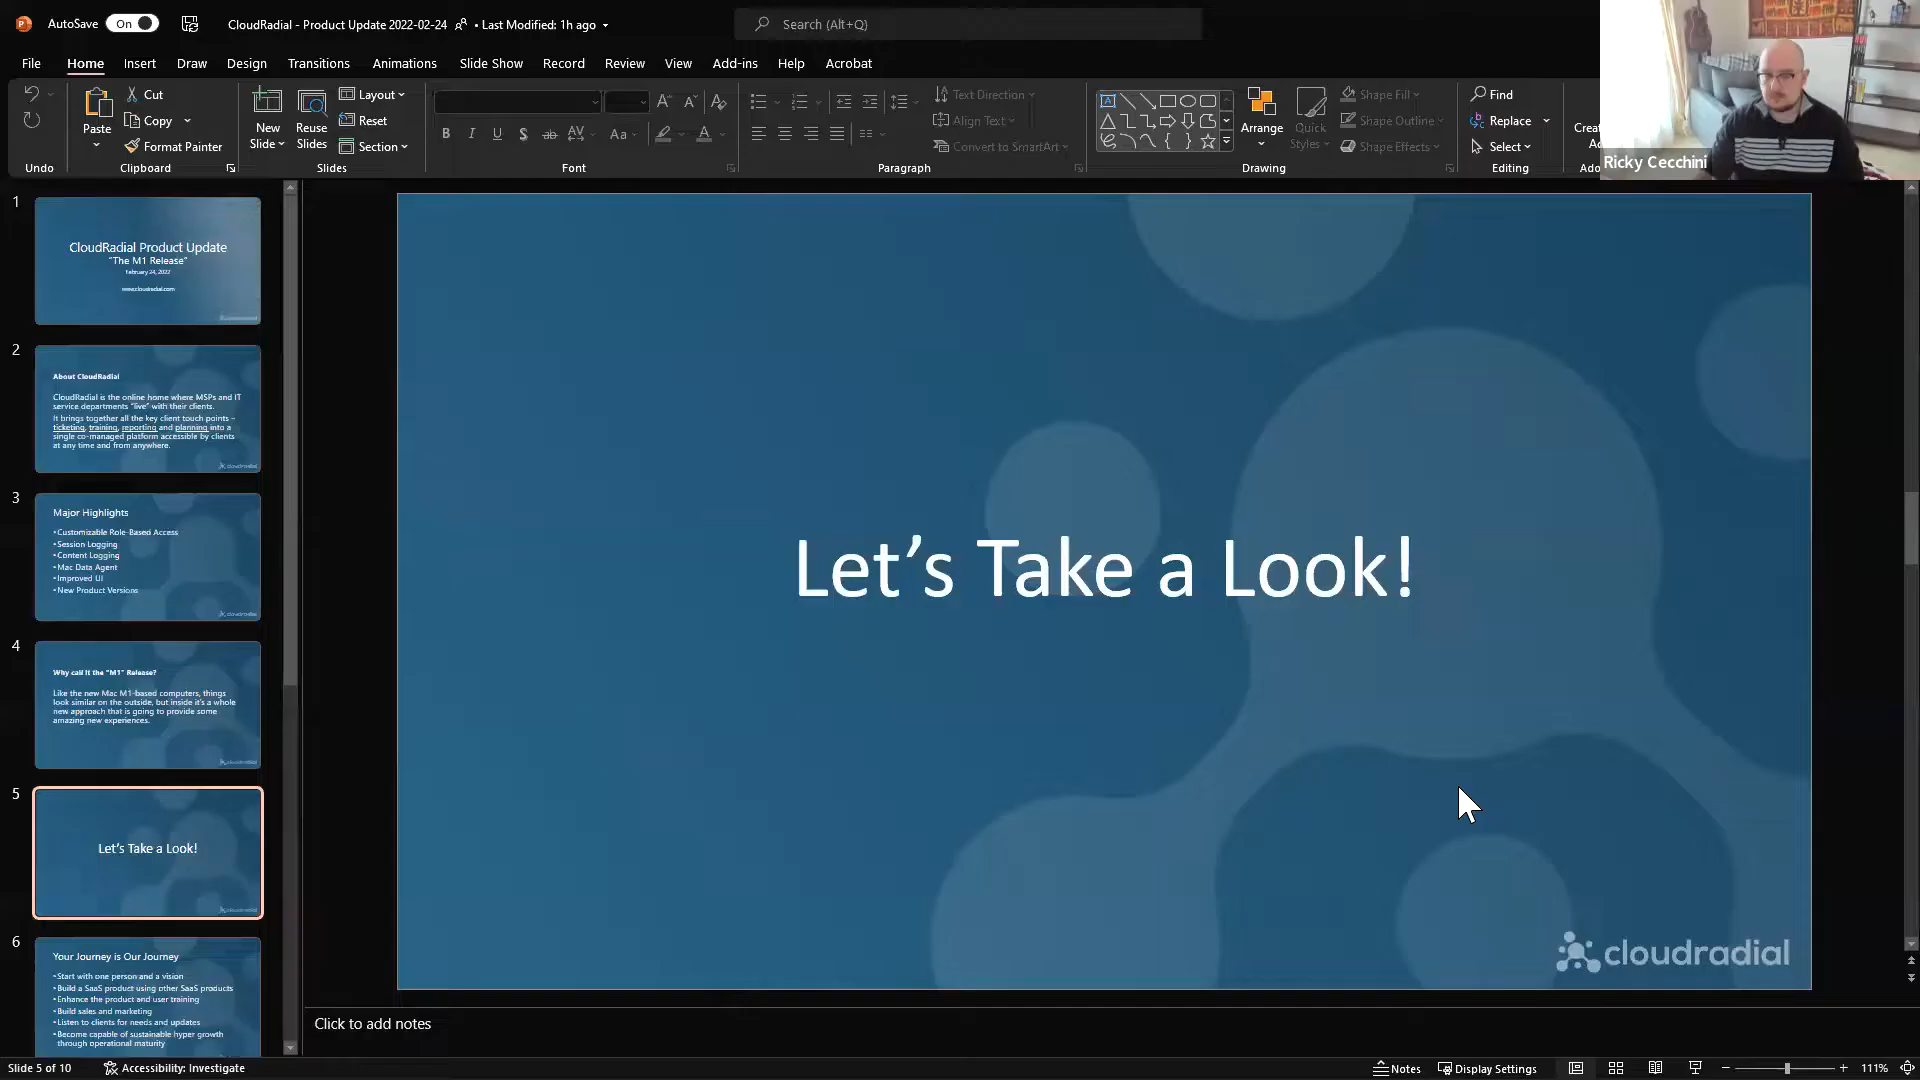 AutoSave On CloudRadial - Product Update 2022-02-24 • Last Modified: 1h ago Search (Alt+Q)
File Home Insert Draw Design Transitions Animations Slide Show Record Review View Add-ins Help Acrobat
Paste Cut Copy Format Painter
New Slide Reuse Slides Layout Reset Section
Text Direction Align Text Convert to SmartArt
Arrange Quick Styles Shape Fill Shape Outline Shape Effects
Find Replace Select
Undo Clipboard Slides Font Paragraph Drawing Editing
Ricky Cecchini
1
CloudRadial Product Update
"The M1 Release"
February 24, 2022
www.cloudradial.com
2
About CloudRadial
CloudRadial is the online home where MSPs and IT
service departments "live" with their clients.
It brings together all the key client touch points –
ticketing, training, reporting and planning into a
single co-managed platform accessible by clients
at any time and from anywhere.
cloudradial
3
Major Highlights
• Customizable Role-Based Access
• Session Logging
• Content Logging
• Mac Data Agent
• Improved UI
• New Product Versions
cloudradial
4
Why call it the "M1" Release?
Like the new Mac M1-based computers, things
look similar on the outside, but inside it's a whole
new approach that is going to provide some
amazing new experiences.
cloudradial
5
Let's Take a Look!
cloudradial
6
Your Journey is Our Journey
• Start with one person and a vision
• Build a SaaS product using other SaaS products
• Enhance the product and user training
• Build sales and marketing
• Listen to clients for needs and updates
• Become capable of sustainable hyper growth
through operational maturity
Let's Take a Look!
cloudradial
Click to add notes
Slide 5 of 10 Accessibility: Investigate Notes Display Settings 111%